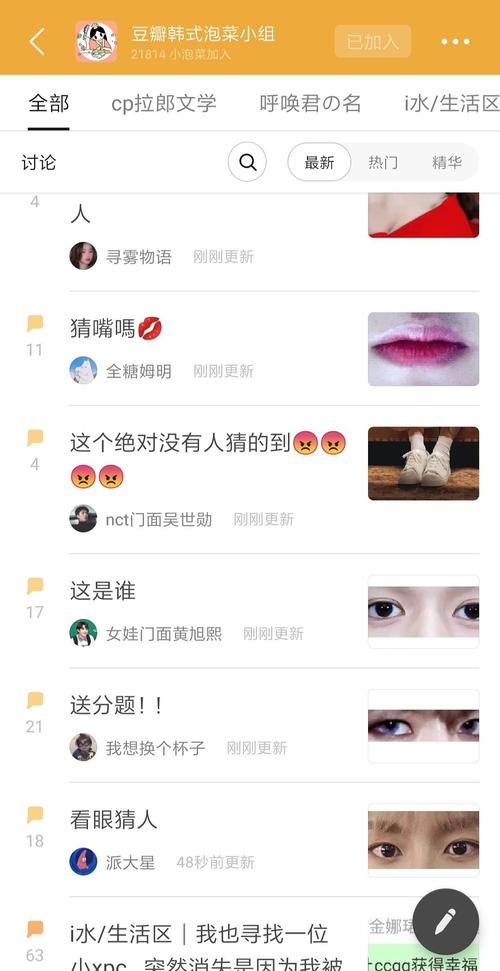 豆瓣韩式泡菜小组
21814 小泡菜加入
已加入
全部 cp拉郎文学 呼唤君の名 i水/生活区
讨论 最新 热门 精华
4
人
寻雾物语 刚刚更新
猜嘴嗎💋
11
全糖姆明 刚刚更新
这个绝对没有人猜的到😡😡
😡😡
4
nct门面吴世勋 刚刚更新
这是谁
17
女娃门面黄旭熙 刚刚更新
送分题！！
21
我想换个杯子 刚刚更新
看眼猜人
18
派大星 48秒前更新
i水/生活区｜我也寻找一位
63
小xpc，突然消失是因为我被
金娜
ccag获得幸福